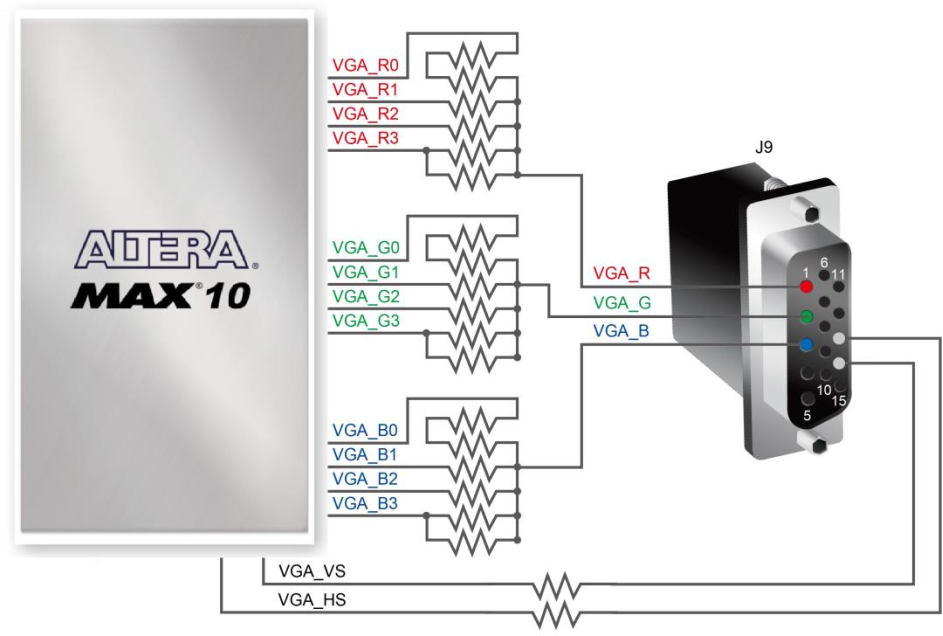 VGA_R0
VGA_R1
VGA_R2
VGA_R3
ALTERA®
MAX® 10
VGA_G0
VGA_G1
VGA_G2
VGA_G3
VGA_B0
VGA_B1
VGA_B2
VGA_B3
VGA_VS
VGA_HS
J9
VGA_R
VGA_G
VGA_B
1
6
11
5
10
15